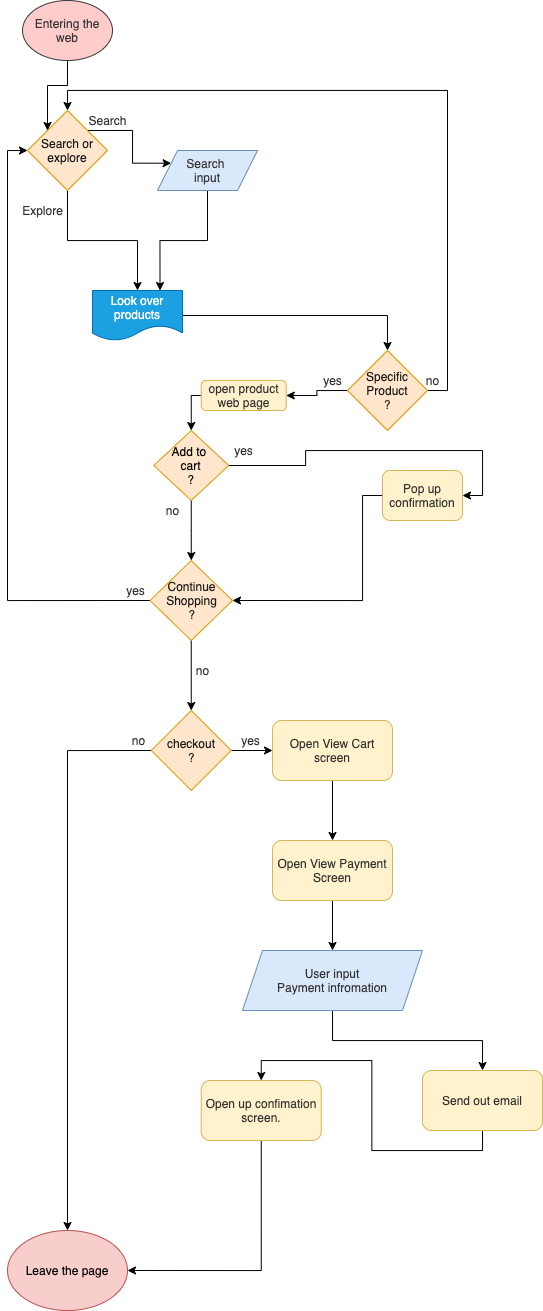 Entering the
web
Search
Search or
explore
Search
input
Explore
Look over
products
Specific
Product
?
yes
no
open product
web page
Add to
cart
?
yes
Pop up
confirmation
no
Continue
Shopping
?
yes
no
checkout
?
no
yes
Open View Cart
screen
Open View Payment
Screen
User input
Payment infromation
Send out email
Open up confimation
screen.
Leave the page